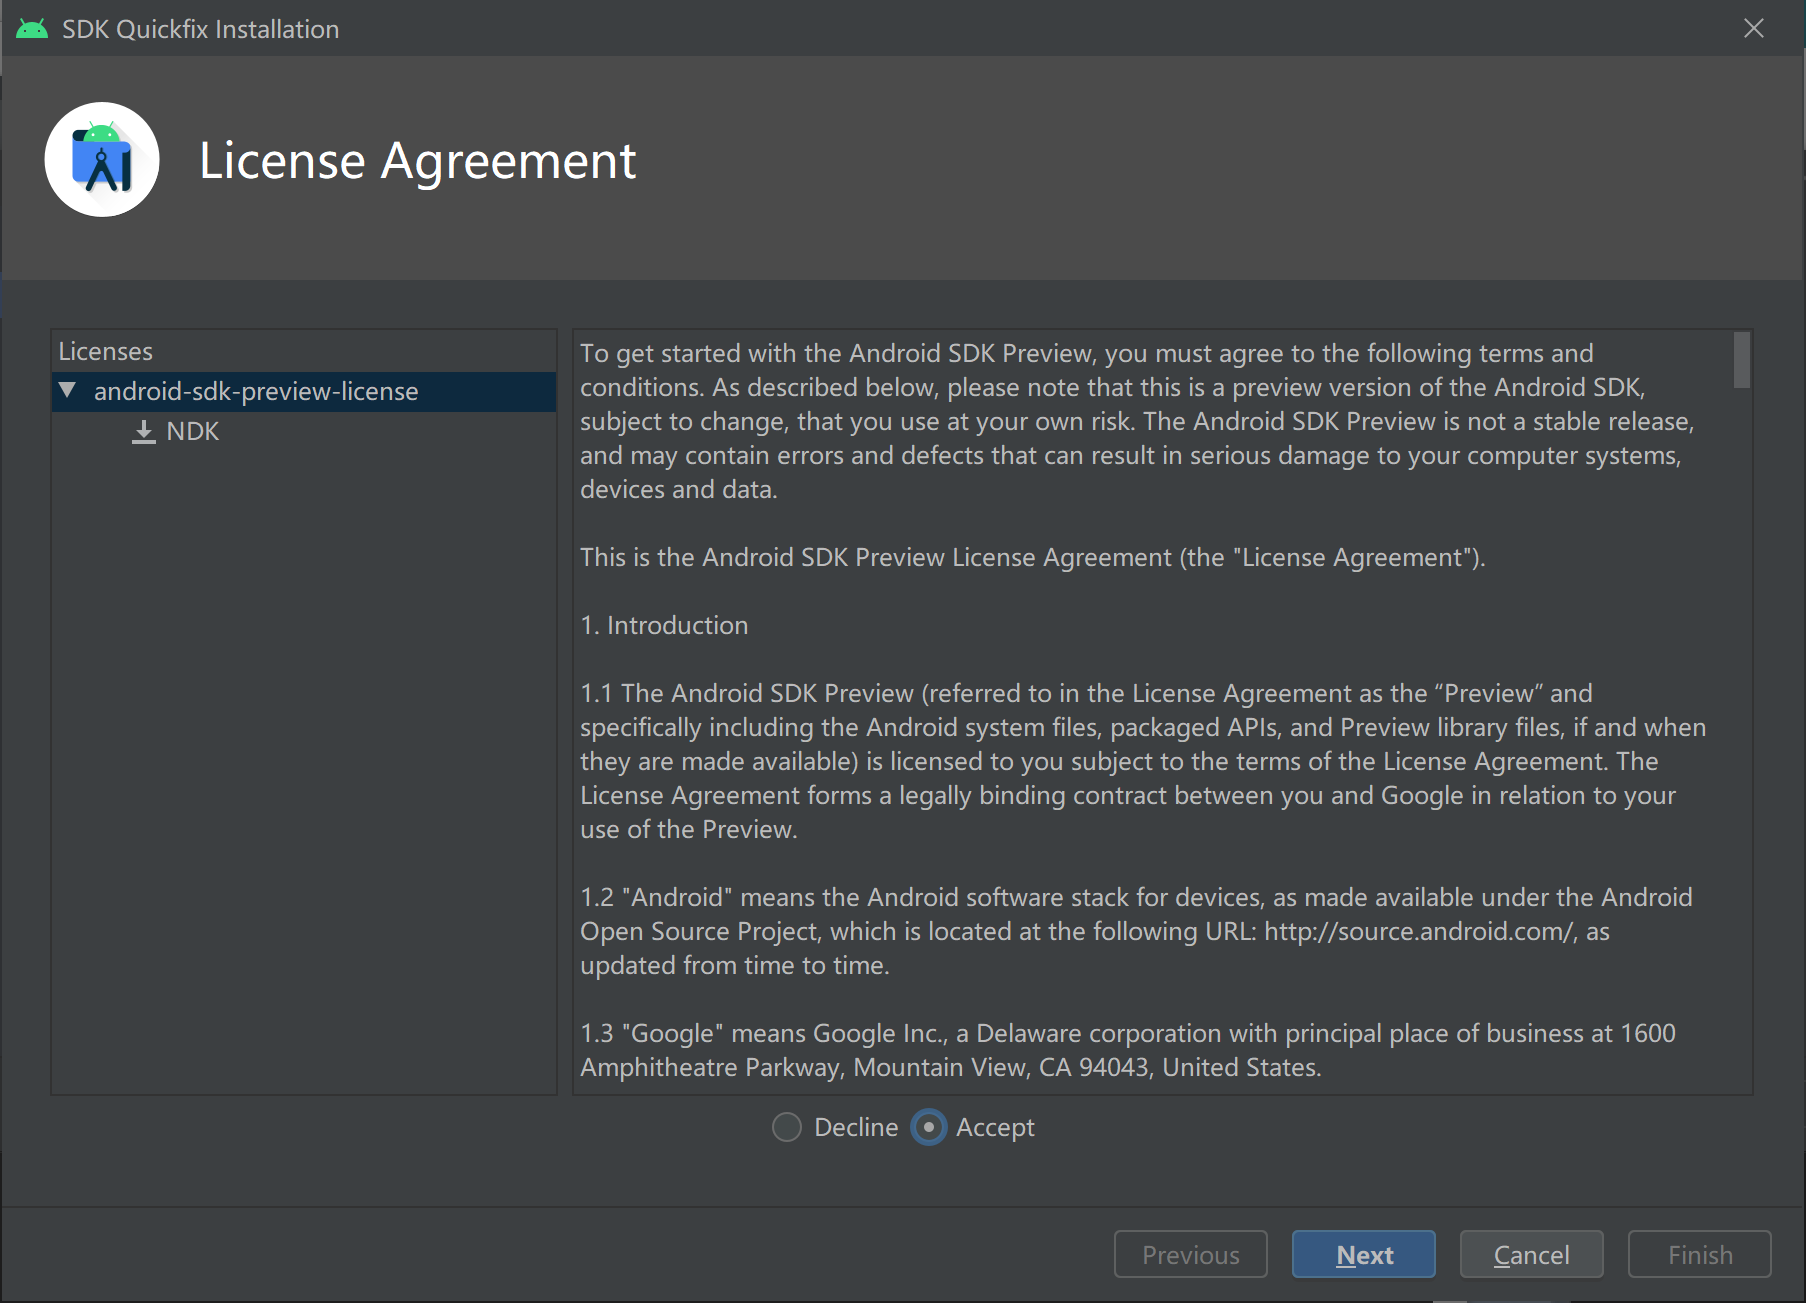 SDK Quickfix Installation
License Agreement
Licenses
android-sdk-preview-license
NDK
To get started with the Android SDK Preview, you must agree to the following terms and
conditions. As described below, please note that this is a preview version of the Android SDK,
subject to change, that you use at your own risk. The Android SDK Preview is not a stable release,
and may contain errors and defects that can result in serious damage to your computer systems,
devices and data.
This is the Android SDK Preview License Agreement (the "License Agreement").
1. Introduction
1.1 The Android SDK Preview (referred to in the License Agreement as the “Preview” and
specifically including the Android system files, packaged APIs, and Preview library files, if and when
they are made available) is licensed to you subject to the terms of the License Agreement. The
License Agreement forms a legally binding contract between you and Google in relation to your
use of the Preview.
1.2 "Android" means the Android software stack for devices, as made available under the Android
Open Source Project, which is located at the following URL: http://source.android.com/, as
updated from time to time.
1.3 "Google" means Google Inc., a Delaware corporation with principal place of business at 1600
Amphitheatre Parkway, Mountain View, CA 94043, United States.
Decline Accept
Previous Next Cancel Finish